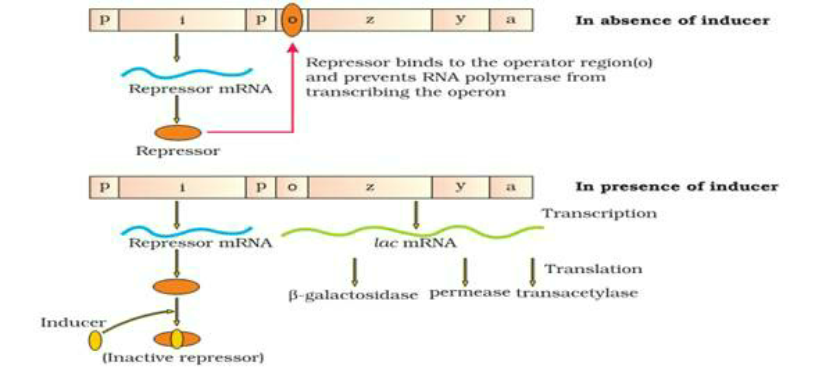 p i p o z y a In absence of inducer
Repressor binds to the operator region(o)
and prevents RNA polymerase from
transcribing the operon
Repressor mRNA
Repressor
p i p o z y a In presence of inducer
Transcription
Repressor mRNA lac mRNA
Translation
β-galactosidase permease transacetylase
Inducer
(Inactive repressor)